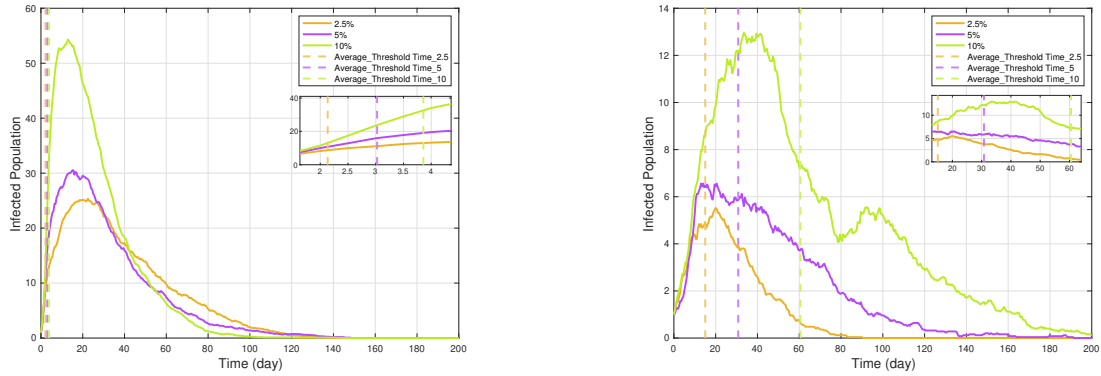 2.5%
5%
10%
Average_Threshold Time_2.5
Average_Threshold Time_5
Average_Threshold Time_10
Infected Population
60
50
40
30
20
10
0
40
20
0
2 2.5 3 3.5 4
0 20 40 60 80 100 120 140 160 180 200
Time (day)
2.5%
5%
10%
Average_Threshold Time_2.5
Average_Threshold Time_5
Average_Threshold Time_10
Infected Population
14
12
10
8
6
4
2
0
10
5
0
20 30 40 50 60
0 20 40 60 80 100 120 140 160 180 200
Time (day)